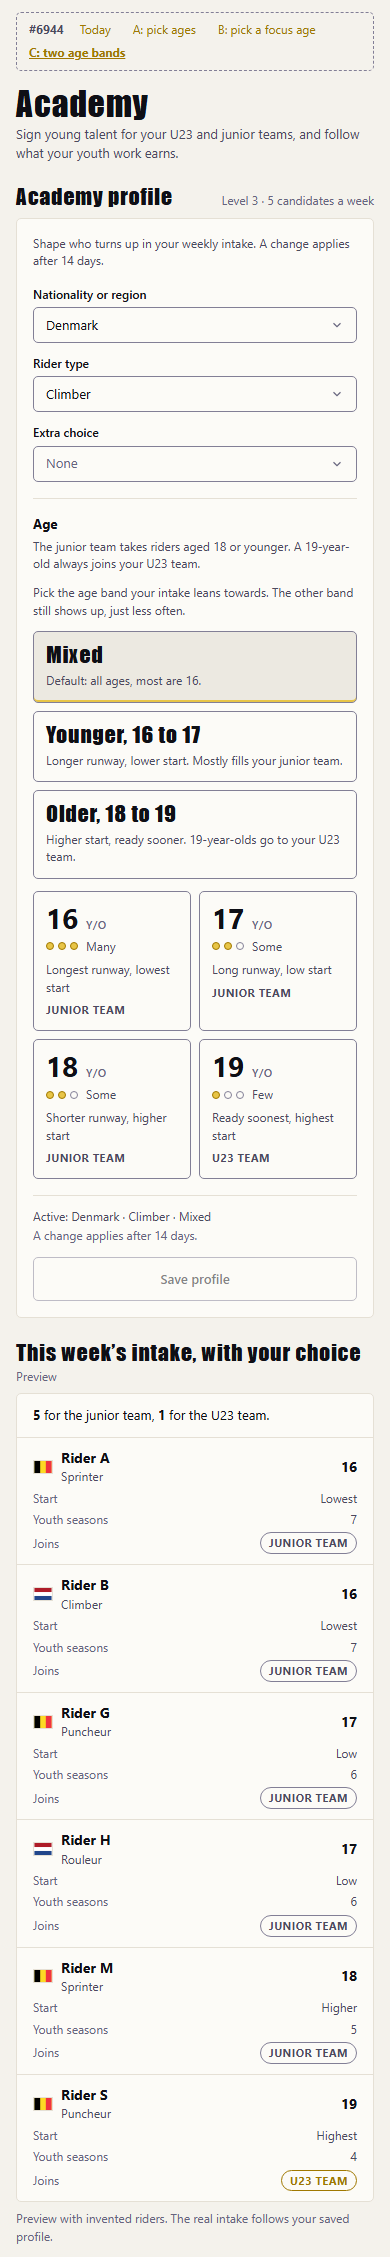 #6944 Today A: pick ages B: pick a focus age
C: two age bands
Academy
Sign young talent for your U23 and junior teams, and follow
what your youth work earns.
Academy profile Level 3 · 5 candidates a week
Shape who turns up in your weekly intake. A change applies
after 14 days.
Nationality or region
Denmark
Rider type
Climber
Extra choice
None
Age
The junior team takes riders aged 18 or younger. A 19-year-
old always joins your U23 team.
Pick the age band your intake leans towards. The other band
still shows up, just less often.
Mixed
Default: all ages, most are 16.
Younger, 16 to 17
Longer runway, lower start. Mostly fills your junior team.
Older, 18 to 19
Higher start, ready sooner. 19-year-olds go to your U23
team.
16 Y/O
Many
Longest runway, lowest
start
JUNIOR TEAM
17 Y/O
Some
Long runway, low start
JUNIOR TEAM
18 Y/O
Some
Shorter runway, higher
start
JUNIOR TEAM
19 Y/O
Few
Ready soonest, highest
start
U23 TEAM
Active: Denmark · Climber · Mixed
A change applies after 14 days.
Save profile
This week's intake, with your choice
Preview
5 for the junior team, 1 for the U23 team.
Rider A
Sprinter
16
Start Lowest
Youth seasons 7
Joins JUNIOR TEAM
Rider B
Climber
16
Start Lowest
Youth seasons 7
Joins JUNIOR TEAM
Rider G
Puncheur
17
Start Low
Youth seasons 6
Joins JUNIOR TEAM
Rider H
Rouleur
17
Start Low
Youth seasons 6
Joins JUNIOR TEAM
Rider M
Sprinter
18
Start Higher
Youth seasons 5
Joins JUNIOR TEAM
Rider S
Puncheur
19
Start Highest
Youth seasons 4
Joins U23 TEAM
Preview with invented riders. The real intake follows your saved
profile.